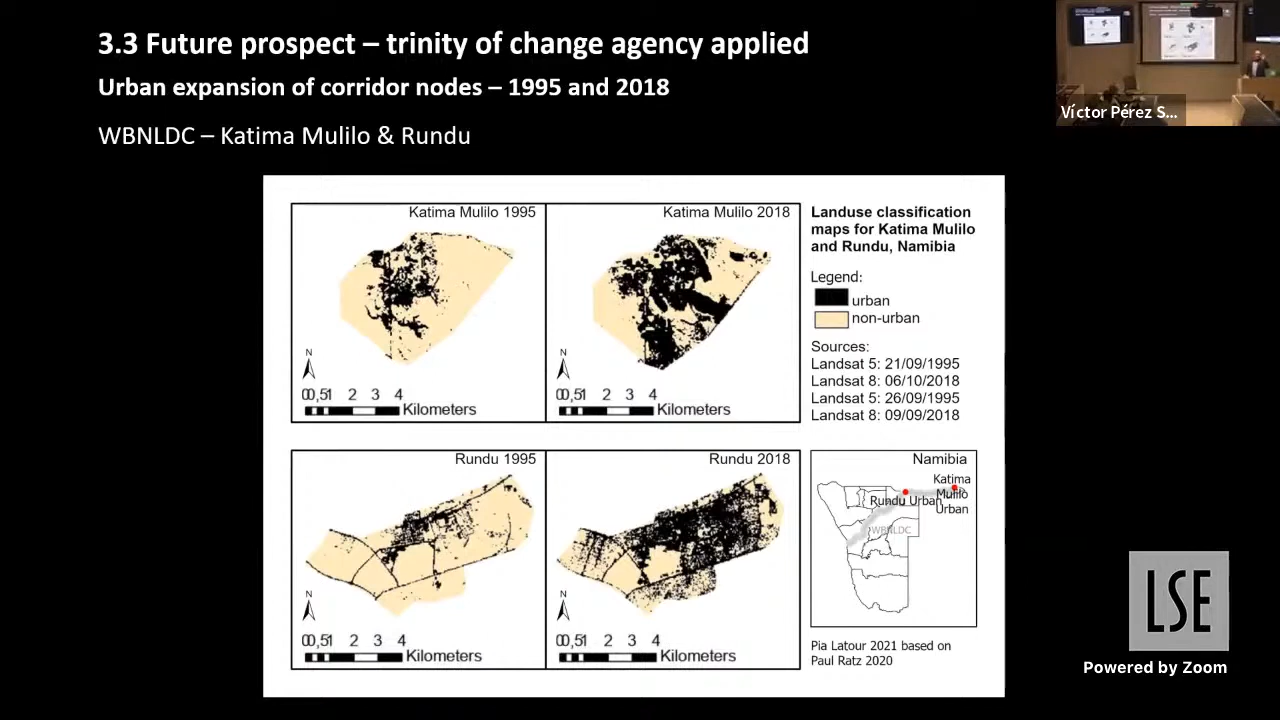 3.3 Future prospect – trinity of change agency applied
Urban expansion of corridor nodes – 1995 and 2018
WBNLDC – Katima Mulilo & Rundu
Víctor Pérez S...
Katima Mulilo 1995
N
00,51 2 3 4
Kilometers
Katima Mulilo 2018
N
00,51 2 3 4
Kilometers
Landuse classification
maps for Katima Mulilo
and Rundu, Namibia
Legend:
urban
non-urban
Sources:
Landsat 5: 21/09/1995
Landsat 8: 06/10/2018
Landsat 5: 26/09/1995
Landsat 8: 09/09/2018
Rundu 1995
N
00,51 2 3 4
Kilometers
Rundu 2018
N
00,51 2 3 4
Kilometers
Namibia
Katima
Mulilo
Urban
Rundu Urban
WBNLDC
Pia Latour 2021 based on
Paul Ratz 2020
LSE
Powered by Zoom